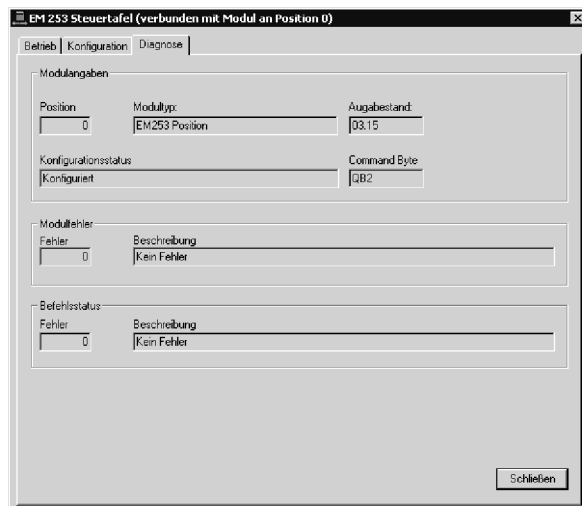 EM 253 Steuertafel (verbunden mit Modul an Position 0)
Betrieb Konfiguration Diagnose
Modulangaben
Position Modultyp: Augabestand:
0 EM253 Position 03.15
Konfigurationsstatus Command Byte
Konfiguriert QB2
Modulfehler
Fehler Beschreibung
0 Kein Fehler
Befehlsstatus
Fehler Beschreibung
0 Kein Fehler
Schließen